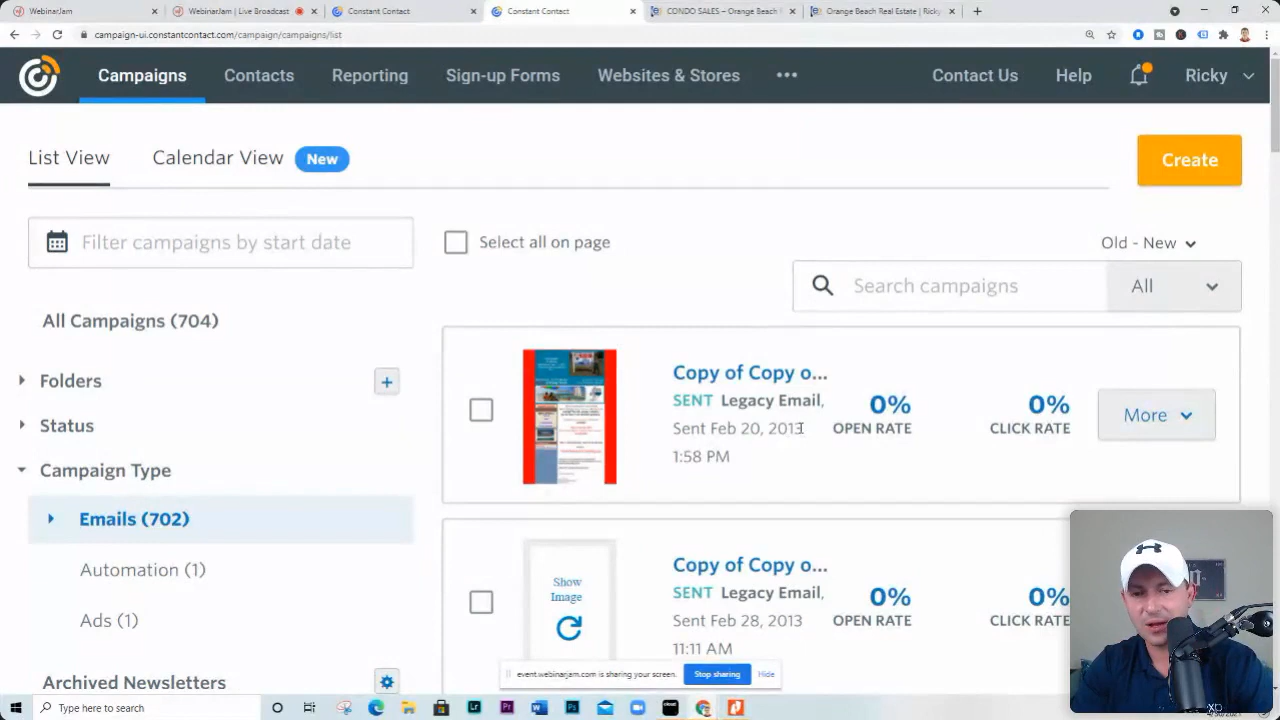 WebinarJam
WebinarJam | Live Broadcast
Constant Contact
Constant Contact
CONDO SALES – Orange Beach
Orange Beach Real Estate | Ricky
campaign-ui.constantcontact.com/campaign/campaigns/list
Campaigns
Contacts
Reporting
Sign-up Forms
Websites & Stores
Contact Us
Help
Ricky
List View
Calendar View
New
Create
Filter campaigns by start date
Select all on page
Old - New
Search campaigns
All
All Campaigns (704)
Folders
Status
Campaign Type
Emails (702)
Automation (1)
Ads (1)
Archived Newsletters
Copy of Copy o...
SENT Legacy Email,
Sent Feb 20, 2013
1:58 PM
0%
OPEN RATE
0%
CLICK RATE
More
Show
Image
Copy of Copy o...
SENT Legacy Email,
Sent Feb 28, 2013
11:11 AM
0%
OPEN RATE
0%
CLICK RATE
event.webinarjam.com is sharing your screen.
Stop sharing
Hide
Type here to search
xp